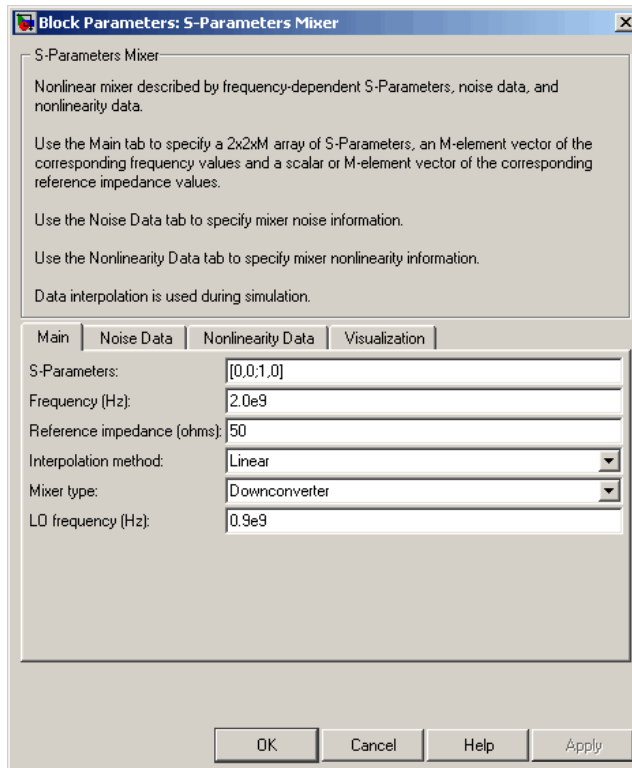 Block Parameters: S-Parameters Mixer
S-Parameters Mixer
Nonlinear mixer described by frequency-dependent S-Parameters, noise data, and
nonlinearity data.
Use the Main tab to specify a 2x2xM array of S-Parameters, an M-element vector of the
corresponding frequency values and a scalar or M-element vector of the corresponding
reference impedance values.
Use the Noise Data tab to specify mixer noise information.
Use the Nonlinearity Data tab to specify mixer nonlinearity information.
Data interpolation is used during simulation.
Main Noise Data Nonlinearity Data Visualization
S-Parameters: [0,0;1,0]
Frequency (Hz): 2.0e9
Reference impedance (ohms): 50
Interpolation method: Linear
Mixer type: Downconverter
LO frequency (Hz): 0.9e9
OK Cancel Help Apply